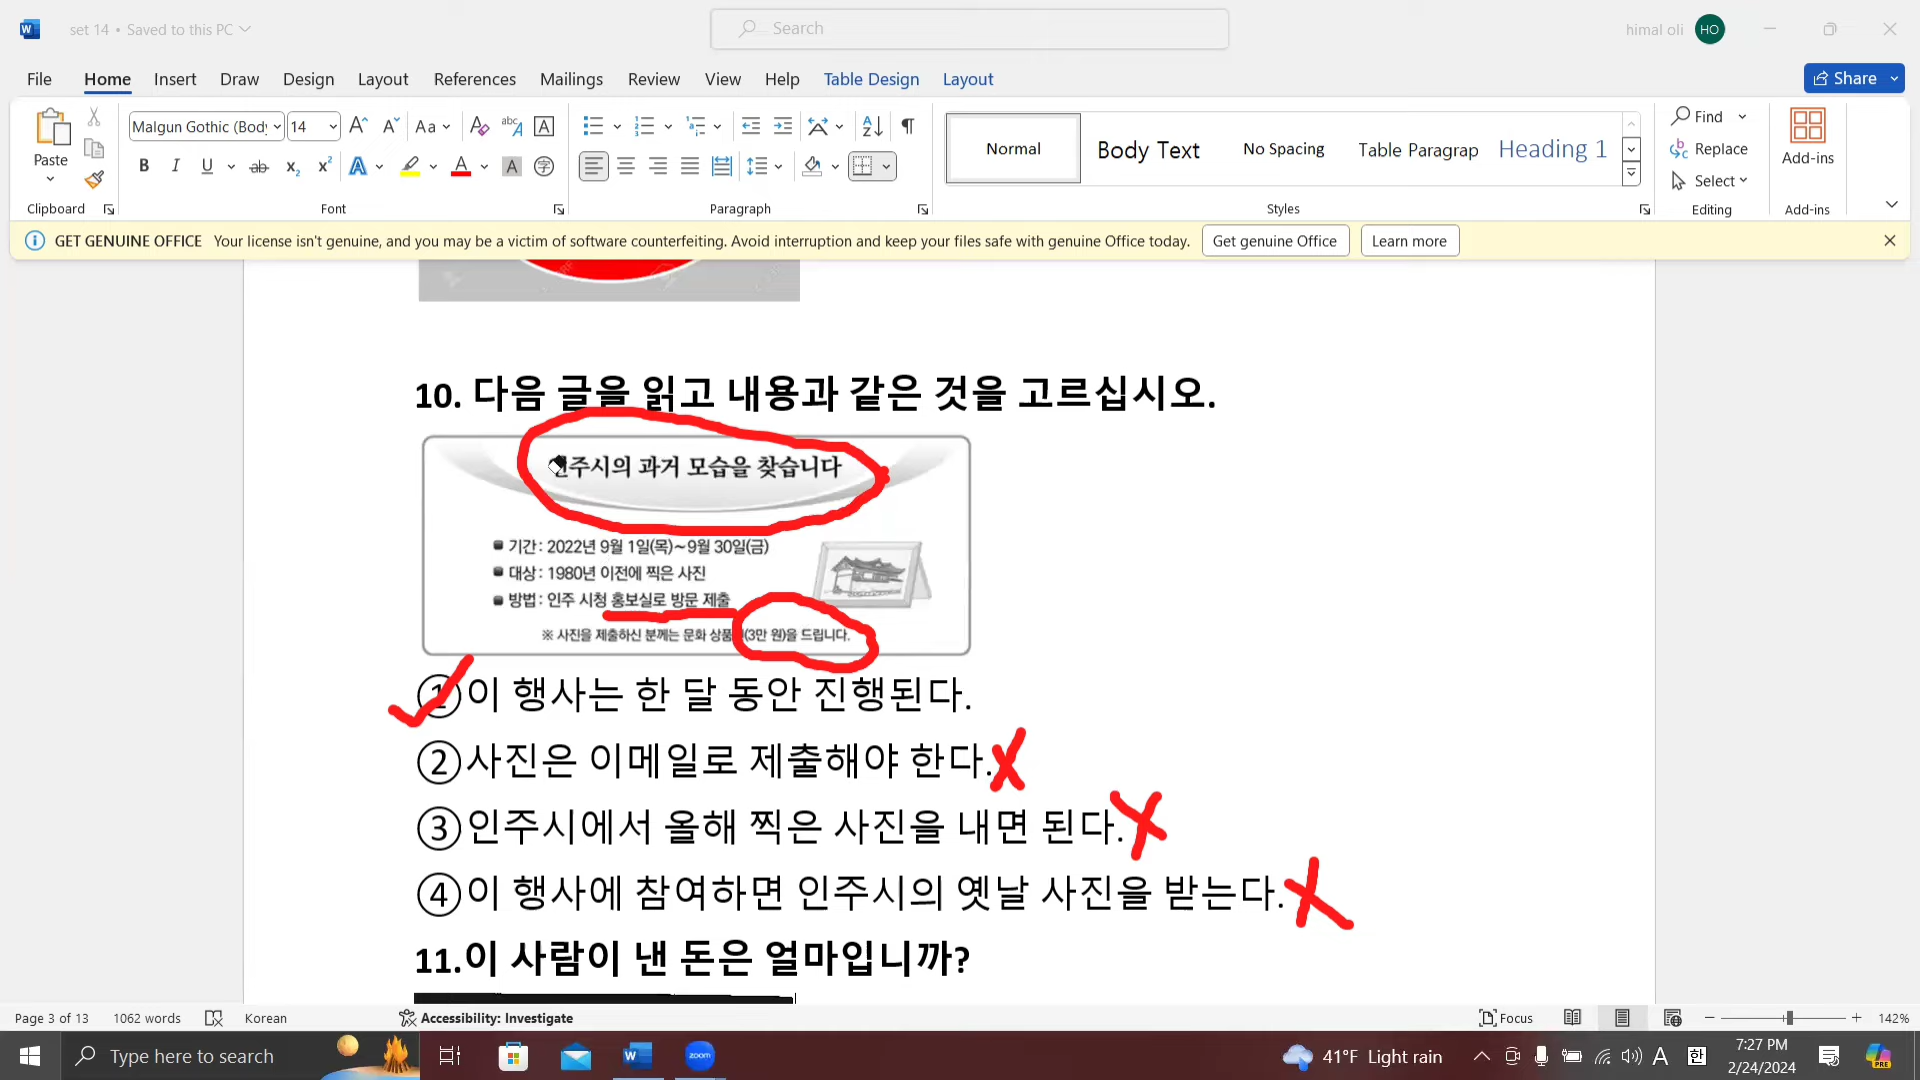 set 14 • Saved to this PC
Search
himal oli
HO
File
Home
Insert
Draw
Design
Layout
References
Mailings
Review
View
Help
Table Design
Layout
Share
Paste
Clipboard
Malgun Gothic (Body
14
Font
Paragraph
Normal
Body Text
No Spacing
Table Paragrap
Heading 1
Styles
Find
Replace
Select
Editing
Add-ins
Add-ins
GET GENUINE OFFICE Your license isn't genuine, and you may be a victim of software counterfeiting. Avoid interruption and keep your files safe with genuine Office today.
Get genuine Office
Learn more
10. 다음 글을 읽고 내용과 같은 것을 고르십시오.
인주시의 과거 모습을 찾습니다
기간 : 2022년 9월 1일(목)~9월 30일(금)
대상 : 1980년 이전에 찍은 사진
방법 : 인주 시청 홍보실로 방문 제출
※ 사진을 제출하신 분께는 문화 상품 (3만 원)을 드립니다.
①이 행사는 한 달 동안 진행된다.
②사진은 이메일로 제출해야 한다.
③인주시에서 올해 찍은 사진을 내면 된다.
④이 행사에 참여하면 인주시의 옛날 사진을 받는다.
11.이 사람이 낸 돈은 얼마입니까?
Page 3 of 13
1062 words
Korean
Accessibility: Investigate
Focus
142%
Type here to search
zoom
41°F Light rain
A
한
7:27 PM
2/24/2024